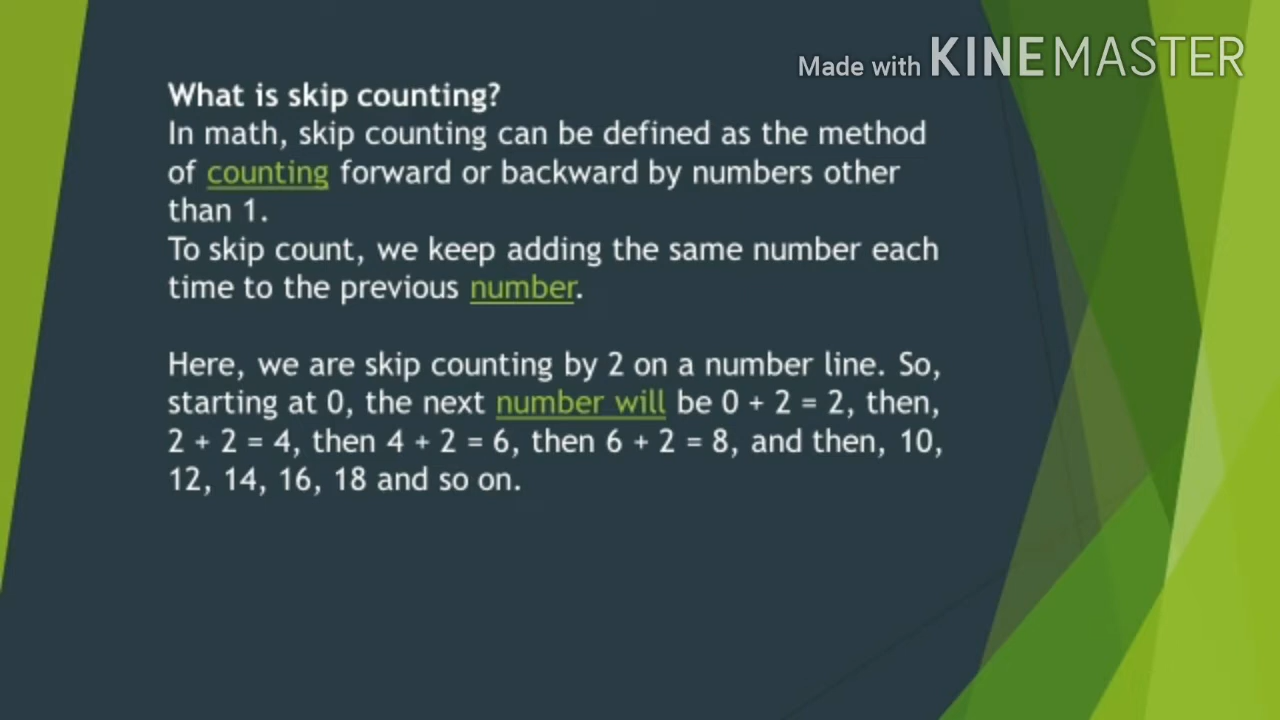 Made with KINEMASTER
What is skip counting?
In math, skip counting can be defined as the method
of counting forward or backward by numbers other
than 1.
To skip count, we keep adding the same number each
time to the previous number.
Here, we are skip counting by 2 on a number line. So,
starting at 0, the next number will be 0 + 2 = 2, then,
2 + 2 = 4, then 4 + 2 = 6, then 6 + 2 = 8, and then, 10,
12, 14, 16, 18 and so on.